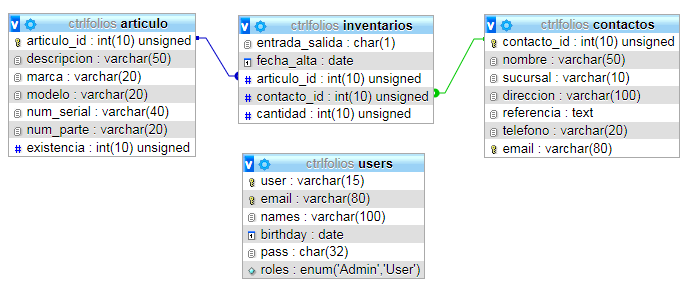 ctrlfolios articulo
articulo_id : int(10) unsigned
descripcion : varchar(50)
marca : varchar(20)
modelo : varchar(20)
num_serial : varchar(40)
num_parte : varchar(20)
existencia : int(10) unsigned
ctrlfolios inventarios
entrada_salida : char(1)
fecha_alta : date
articulo_id : int(10) unsigned
contacto_id : int(10) unsigned
cantidad : int(10) unsigned
ctrlfolios contactos
contacto_id : int(10) unsigned
nombre : varchar(50)
sucursal : varchar(10)
direccion : varchar(100)
referencia : text
telefono : varchar(20)
email : varchar(80)
ctrlfolios users
user : varchar(15)
email : varchar(80)
names : varchar(100)
birthday : date
pass : char(32)
roles : enum('Admin','User')